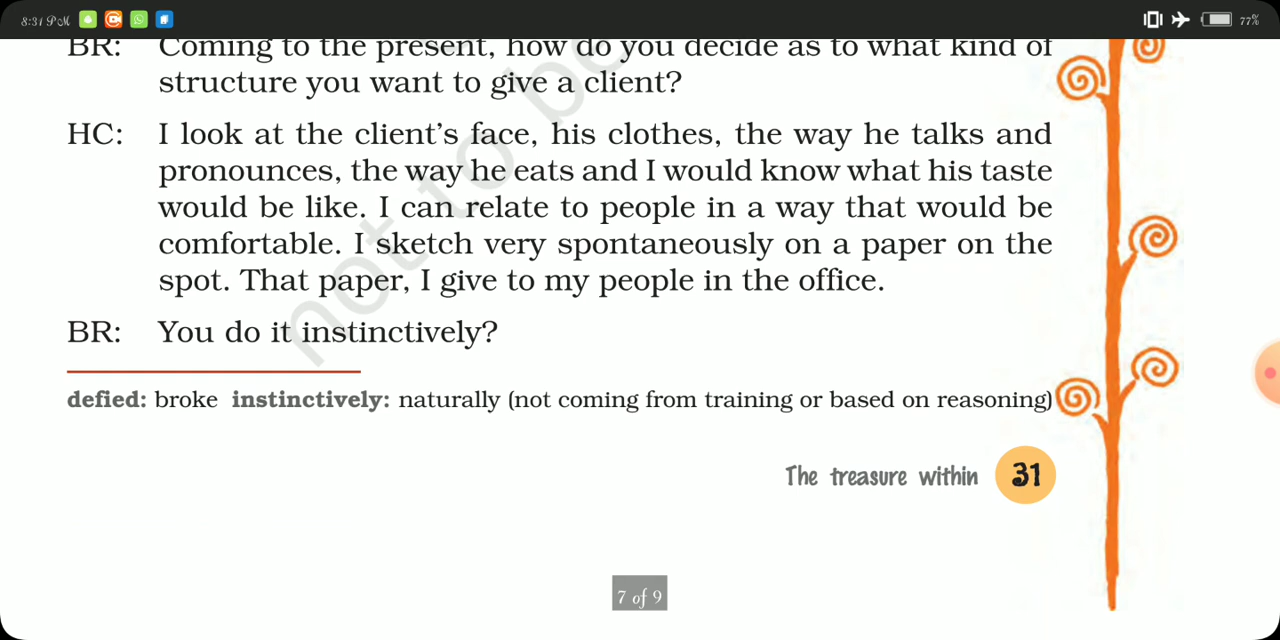 8:31 PM
77%
BR: Coming to the present, how do you decide as to what kind of
structure you want to give a client?
HC: I look at the client's face, his clothes, the way he talks and
pronounces, the way he eats and I would know what his taste
would be like. I can relate to people in a way that would be
comfortable. I sketch very spontaneously on a paper on the
spot. That paper, I give to my people in the office.
BR: You do it instinctively?
not to be
defied: broke instinctively: naturally (not coming from training or based on reasoning)
The treasure within 31
7 of 9